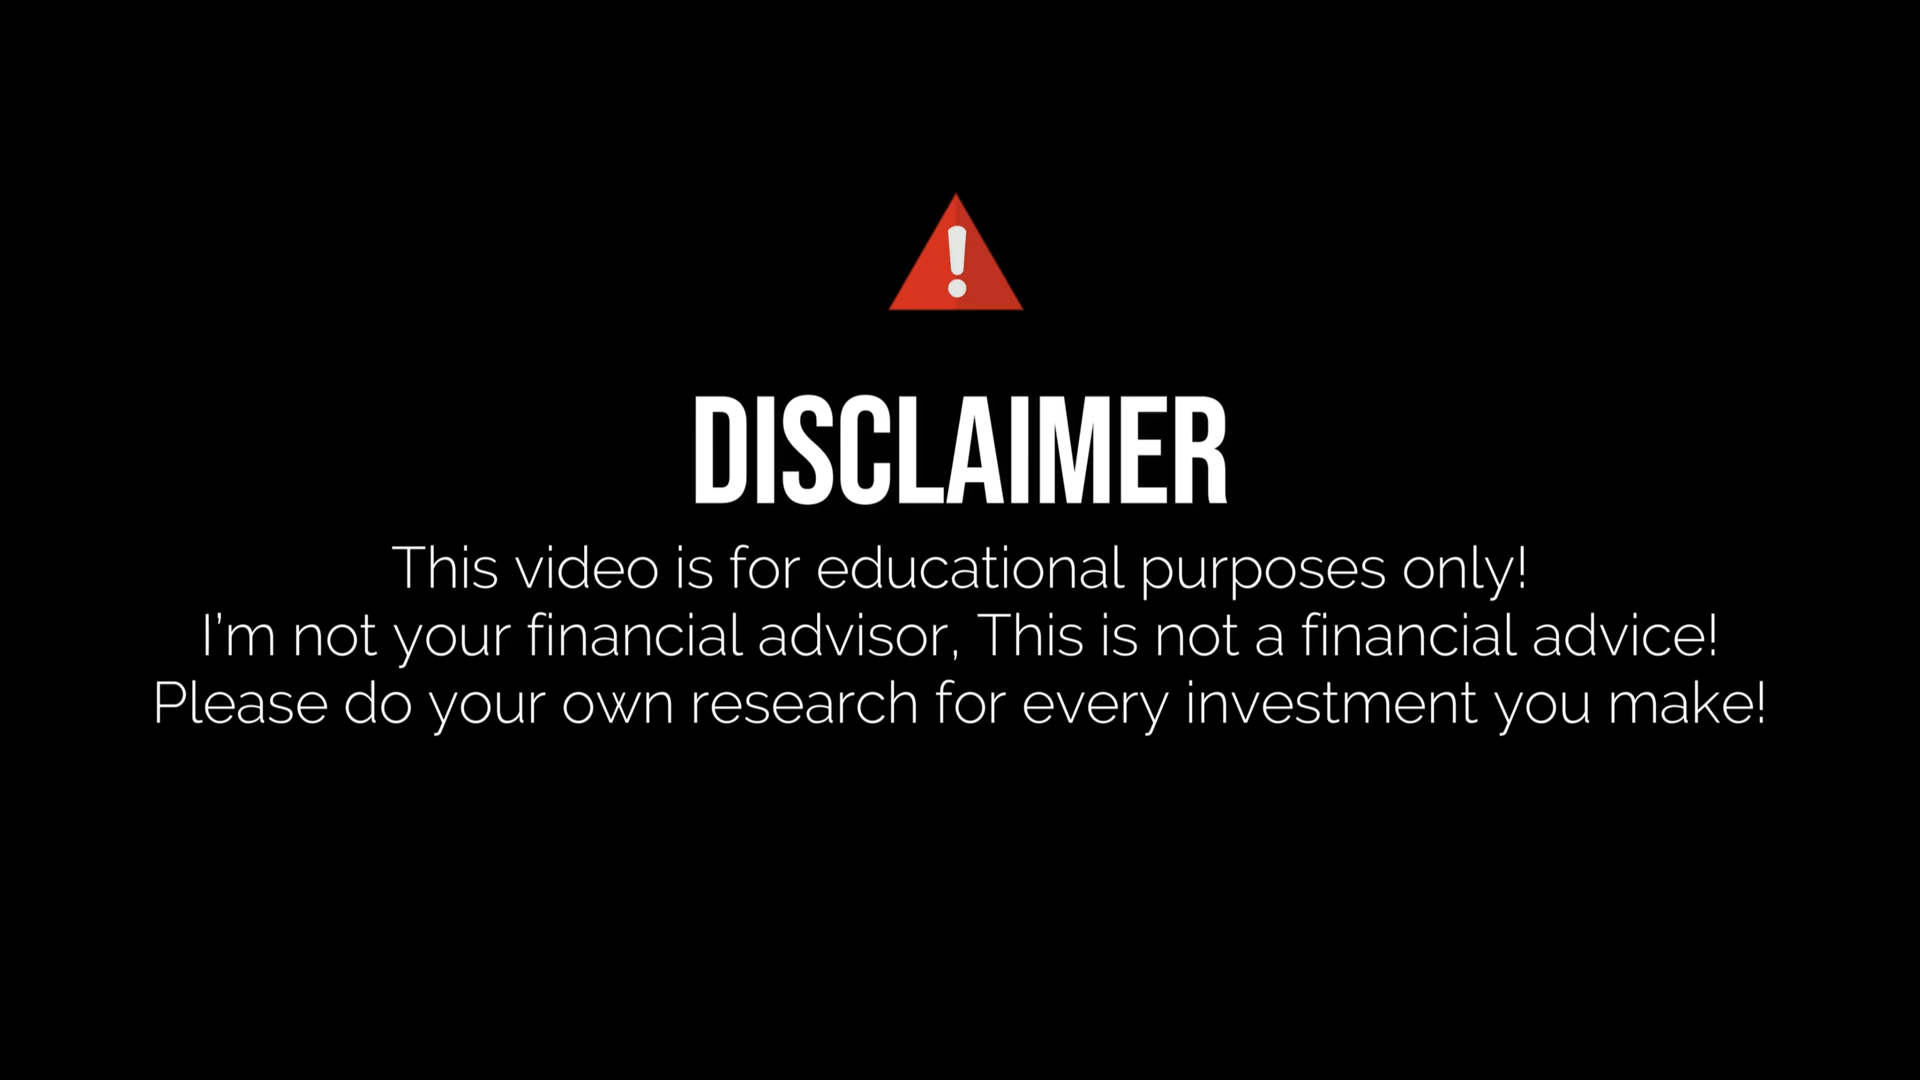 DISCLAIMER
This video is for educational purposes only!
I'm not your financial advisor, This is not a financial advice!
Please do your own research for every investment you make!